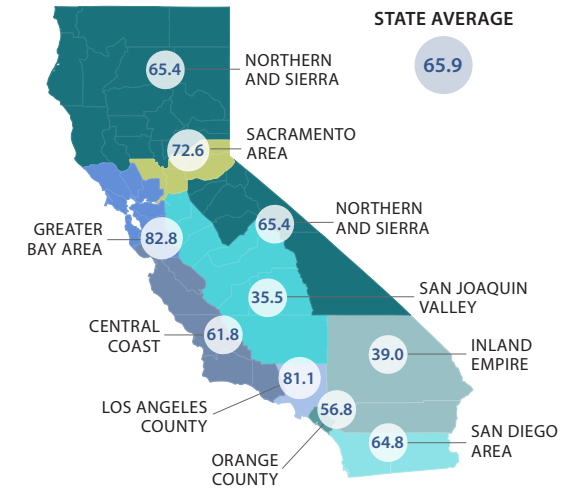 STATE AVERAGE
65.9
65.4
NORTHERN
AND SIERRA
72.6
SACRAMENTO
AREA
65.4
NORTHERN
AND SIERRA
GREATER
BAY AREA
82.8
35.5
SAN JOAQUIN
VALLEY
CENTRAL
COAST
61.8
39.0
INLAND
EMPIRE
81.1
LOS ANGELES
COUNTY
56.8
ORANGE
COUNTY
64.8
SAN DIEGO
AREA